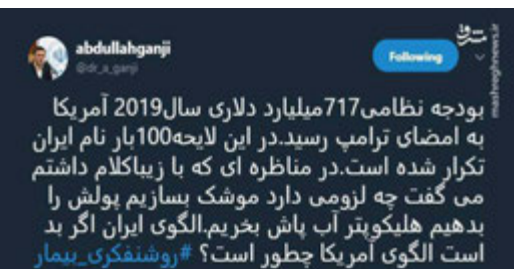 مشرق
mashreghnews.ir
abdullahganji
@dr_a_ganji
Following
بودجه نظامی717میلیارد دلاری سال2019 آمریکا
به امضای ترامپ رسید.در این لایحه100بار نام ایران
تکرار شده است.در مناظره ای که با زیباکلام داشتم
می گفت چه لزومی دارد موشک بسازیم پولش را
بدهیم هلیکوپتر آب پاش بخریم.الگوی ایران اگر بد
است الگوی آمریکا چطور است؟ #روشنفکری_بیمار